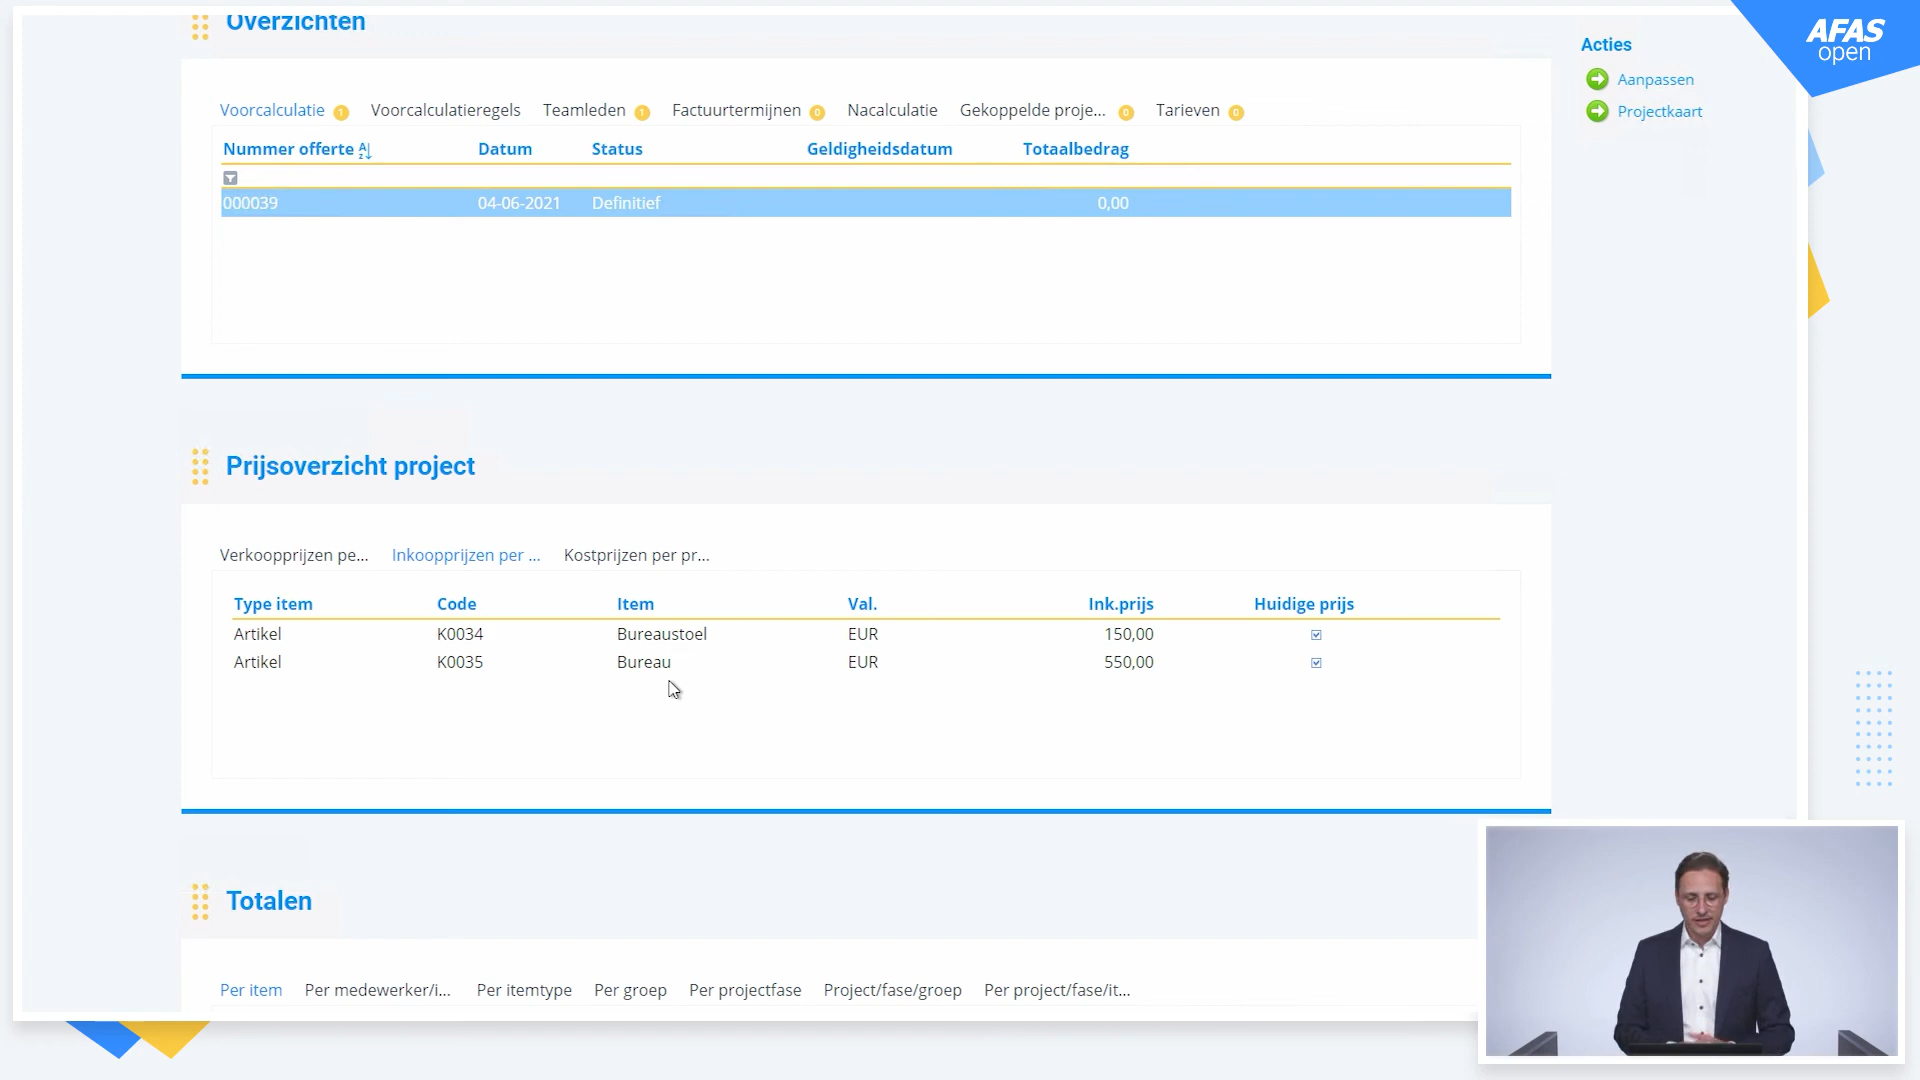 Overzichten
AFAS
open
Acties
Aanpassen
Projectkaart
Voorcalculatie 1 Voorcalculatieregels Teamleden 1 Factuurtermijnen 0 Nacalculatie Gekoppelde proje... 0 Tarieven 0
Nummer offerte Datum Status Geldigheidsdatum Totaalbedrag
000039 04-06-2021 Definitief 0,00
Prijsoverzicht project
Verkoopprijzen pe... Inkoopprijzen per ... Kostprijzen per pr...
Type item Code Item Val. Ink.prijs Huidige prijs
Artikel K0034 Bureaustoel EUR 150,00
Artikel K0035 Bureau EUR 550,00
Totalen
Per item Per medewerker/i... Per itemtype Per groep Per projectfase Project/fase/groep Per project/fase/it...